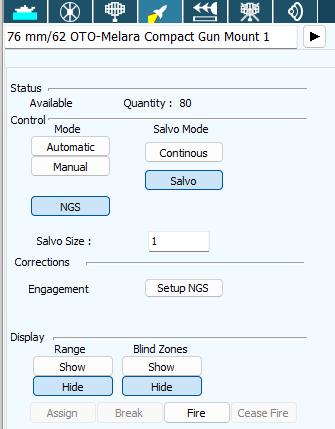 76 mm/62 OTO-Melara Compact Gun Mount 1
Status
Available Quantity : 80
Control
Mode Salvo Mode
Automatic Continous
Manual Salvo
NGS
Salvo Size : 1
Corrections
Engagement Setup NGS
Display
Range Blind Zones
Show Show
Hide Hide
Assign Break Fire Cease Fire